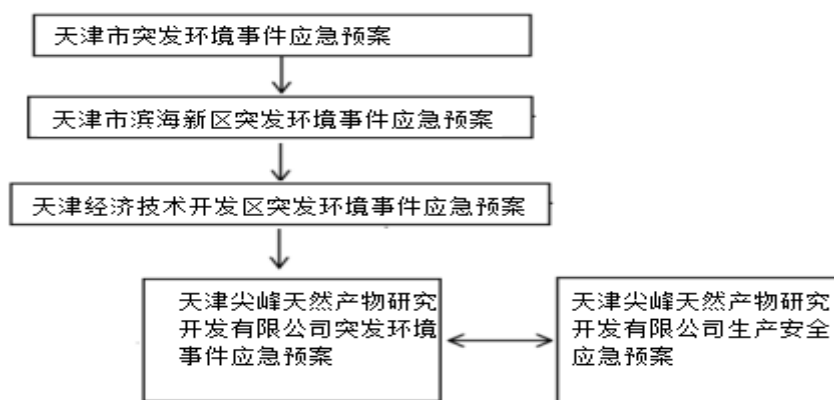 天津市突发环境事件应急预案
天津市滨海新区突发环境事件应急预案
天津经济技术开发区突发环境事件应急预案
天津尖峰天然产物研究
开发有限公司突发环境
事件应急预案
天津尖峰天然产物研究
开发有限公司生产安全
应急预案